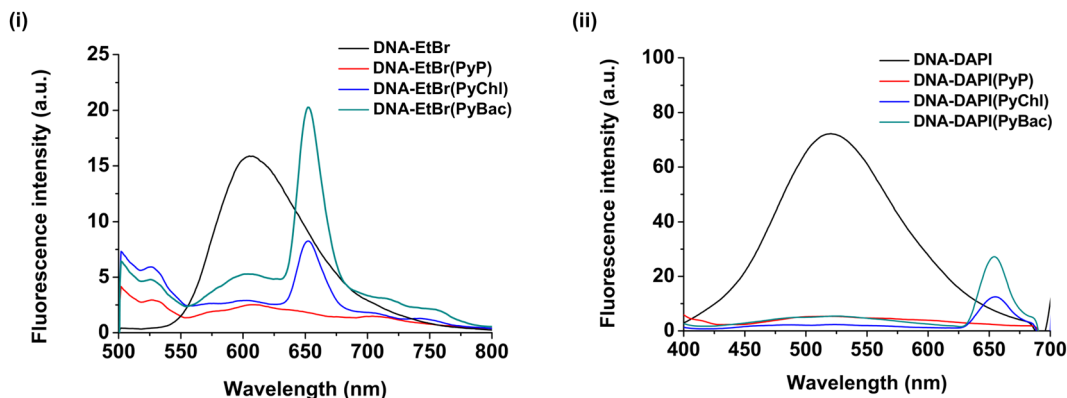 (i)
DNA-EtBr
DNA-EtBr(PyP)
DNA-EtBr(PyChl)
DNA-EtBr(PyBac)
Fluorescence intensity (a.u.)
25
20
15
10
5
0
500 550 600 650 700 750 800
Wavelength (nm)
(ii)
DNA-DAPI
DNA-DAPI(PyP)
DNA-DAPI(PyChl)
DNA-DAPI(PyBac)
Fluorescence intensity (a.u.)
100
80
60
40
20
0
400 450 500 550 600 650 700
Wavelength (nm)